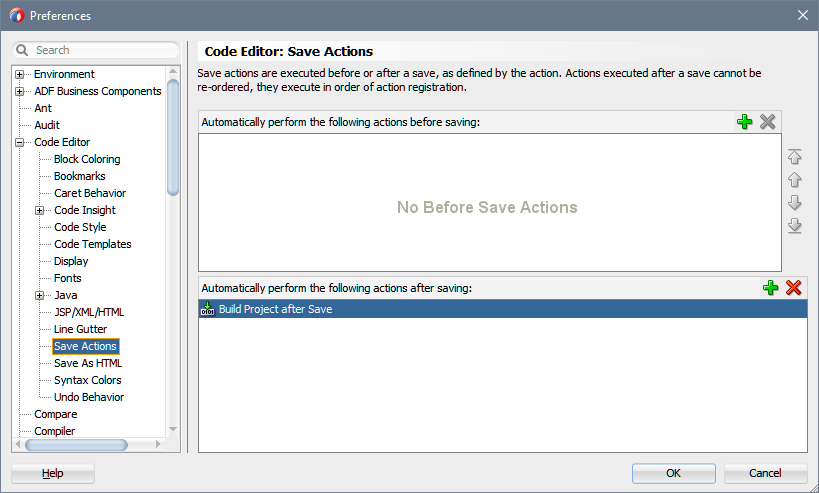 Preferences
Search
Environment
ADF Business Components
Ant
Audit
Code Editor
Block Coloring
Bookmarks
Caret Behavior
Code Insight
Code Style
Code Templates
Display
Fonts
Java
JSP/XML/HTML
Line Gutter
Save Actions
Save As HTML
Syntax Colors
Undo Behavior
Compare
Compiler
Code Editor: Save Actions
Save actions are executed before or after a save, as defined by the action. Actions executed after a save cannot be
re-ordered, they execute in order of action registration.
Automatically perform the following actions before saving:
No Before Save Actions
Automatically perform the following actions after saving:
Build Project after Save
Help
OK
Cancel